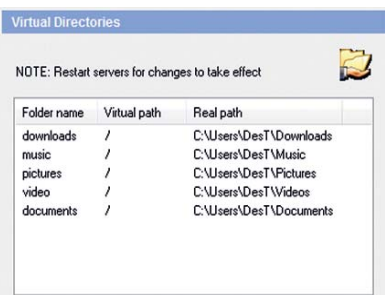 Virtual Directories
NOTE: Restart servers for changes to take effect
Folder name Virtual path Real path
downloads / C:\Users\DesT\Downloads
music / C:\Users\DesT\Music
pictures / C:\Users\DesT\Pictures
video / C:\Users\DesT\Videos
documents / C:\Users\DesT\Documents